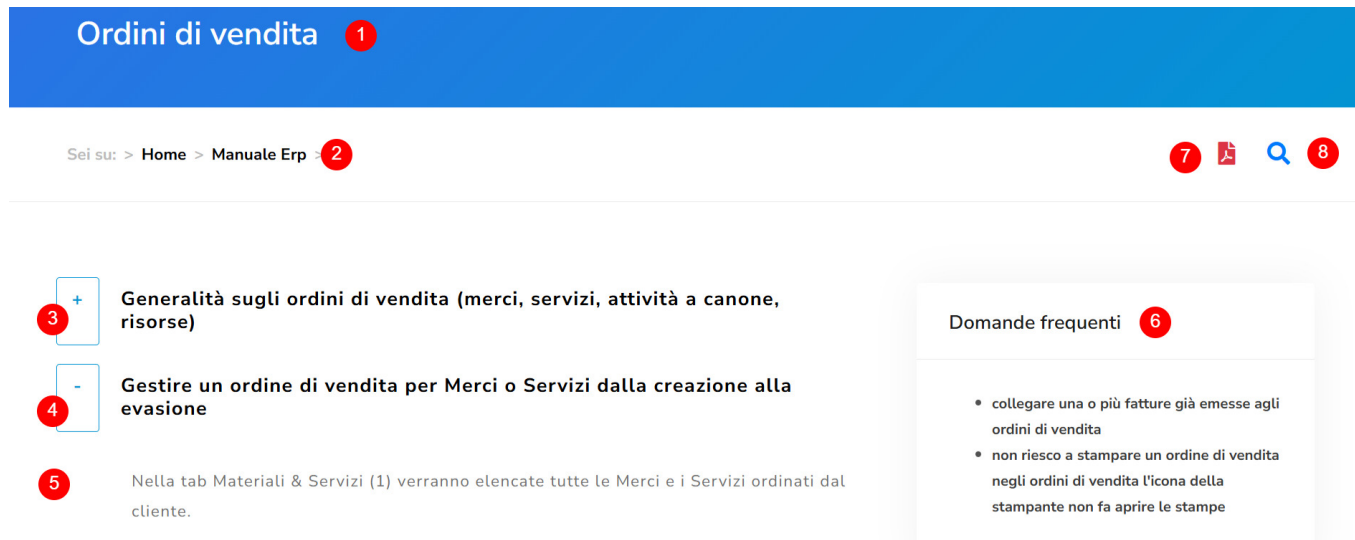 Ordini di vendita 1
Sei su: > Home > Manuale Erp > 2
7 8
+ Generalità sugli ordini di vendita (merci, servizi, attività a canone,
3 risorse)
- Gestire un ordine di vendita per Merci o Servizi dalla creazione alla
4 evasione
5 Nella tab Materiali & Servizi (1) verranno elencate tutte le Merci e i Servizi ordinati dal
cliente.
Domande frequenti 6
• collegare una o più fatture già emesse agli
ordini di vendita
• non riesco a stampare un ordine di vendita
negli ordini di vendita l'icona della
stampante non fa aprire le stampe